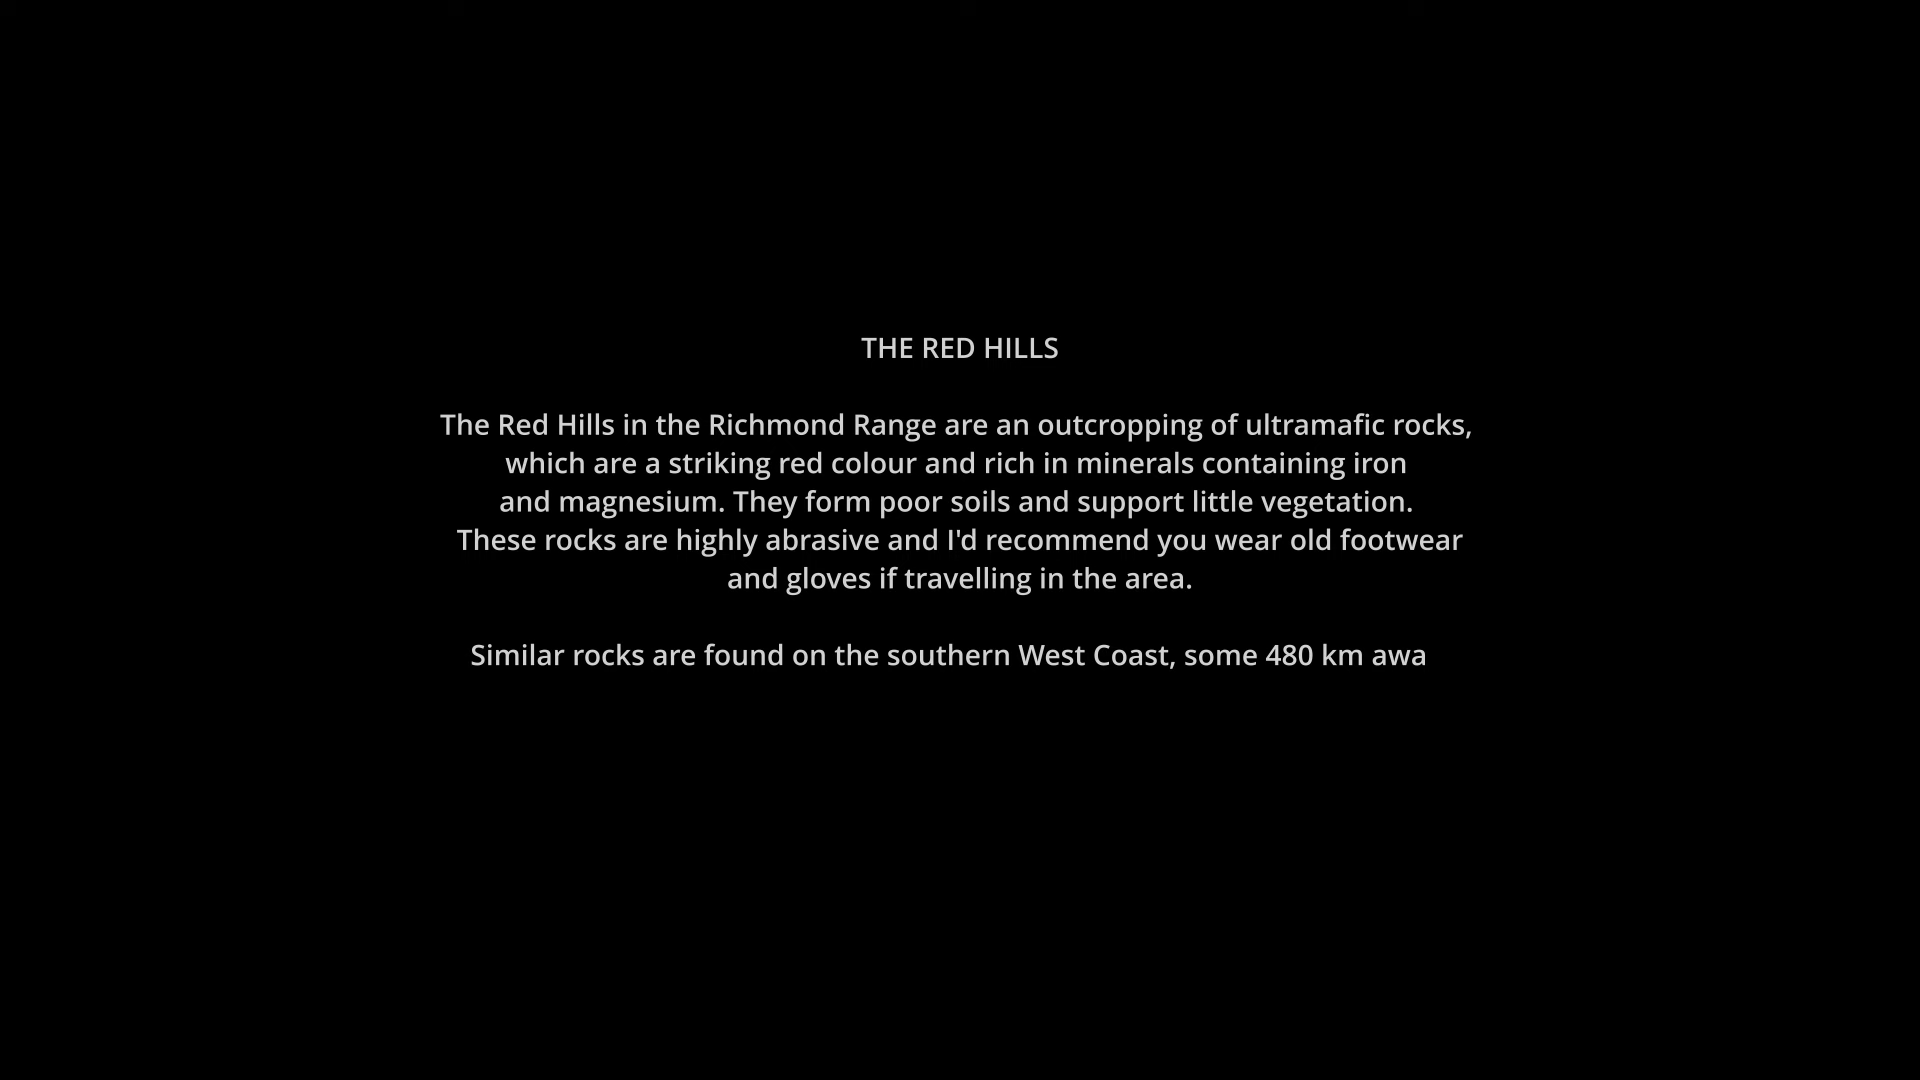 THE RED HILLS
The Red Hills in the Richmond Range are an outcropping of ultramafic rocks,
which are a striking red colour and rich in minerals containing iron
and magnesium. They form poor soils and support little vegetation.
These rocks are highly abrasive and I'd recommend you wear old footwear
and gloves if travelling in the area.
Similar rocks are found on the southern West Coast, some 480 km awa